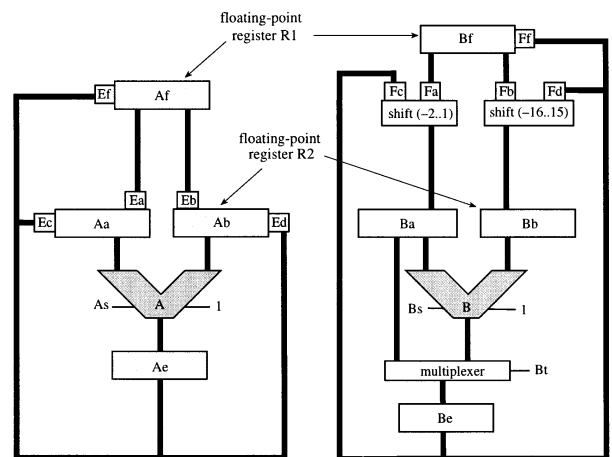 floating-point
register R1
Bf
Ff
Ef
Af
Fc
Fa
Fb
Fd
shift (−2..1)
shift (−16..15)
floating-point
register R2
Ea
Eb
Ec
Aa
Ab
Ed
Ba
Bb
As
A
1
Bs
B
1
Ae
multiplexer
Bt
Be